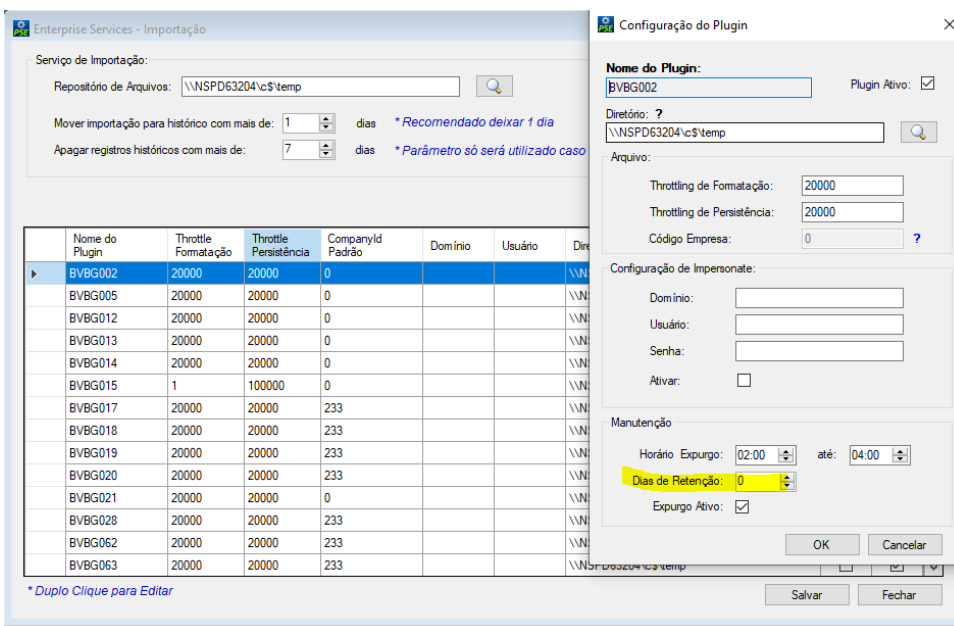 Enterprise Services - Importação
Serviço de Importação:
Repositório de Arquivos: \\NSPD63204\c$\temp
Mover importação para histórico com mais de: 1 dias * Recomendado deixar 1 dia
Apagar registros históricos com mais de: 7 dias * Parâmetro só será utilizado caso
Nome do Plugin Throttle Formatação Throttle Persistência CompanyId Padrão Domínio Usuário Dire
BVBG002 20000 20000 0 \\N
BVBG005 20000 20000 0 \\N
BVBG012 20000 20000 0 \\N
BVBG013 20000 20000 0 \\N
BVBG014 20000 20000 0 \\N
BVBG015 1 100000 0 \\N
BVBG017 20000 20000 233 \\N
BVBG018 20000 20000 233 \\N
BVBG019 20000 20000 233 \\N
BVBG020 20000 20000 233 \\N
BVBG021 20000 20000 0 \\N
BVBG028 20000 20000 233 \\N
BVBG062 20000 20000 233 \\N
BVBG063 20000 20000 233 \\NSPD63204\c$\temp
* Duplo Clique para Editar
Salvar Fechar
Configuração do Plugin
Nome do Plugin:
BVBG002 Plugin Ativo:
Diretório: ?
\\NSPD63204\c$\temp
Arquivo:
Throttling de Formatação: 20000
Throttling de Persistência: 20000
Código Empresa: 0 ?
Configuração de Impersonate:
Domínio:
Usuário:
Senha:
Ativar:
Manutenção
Horário Expurgo: 02:00 até: 04:00
Dias de Retenção: 0
Expurgo Ativo:
OK Cancelar